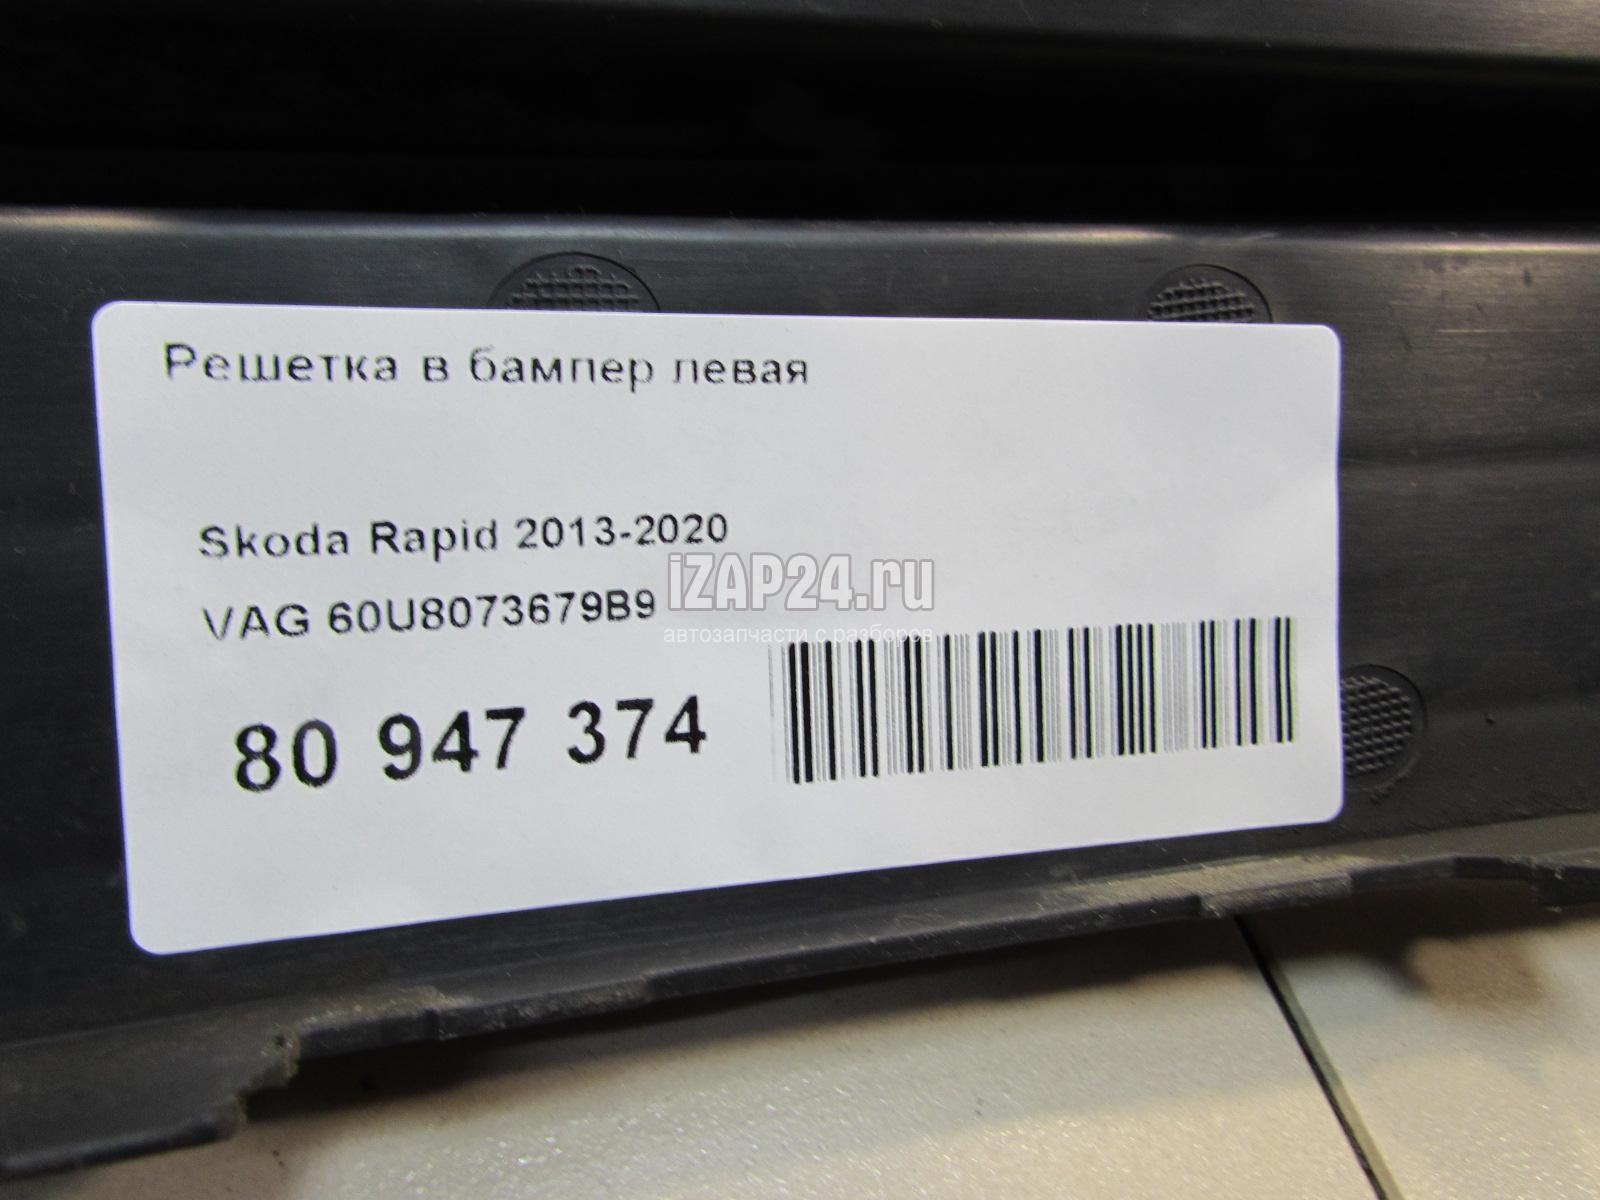 Решетка в бампер левая
Skoda Rapid 2013-2020
iZAP24.ru
VAG 60U8073679B9
автозапчасти с разборов
80 947 374